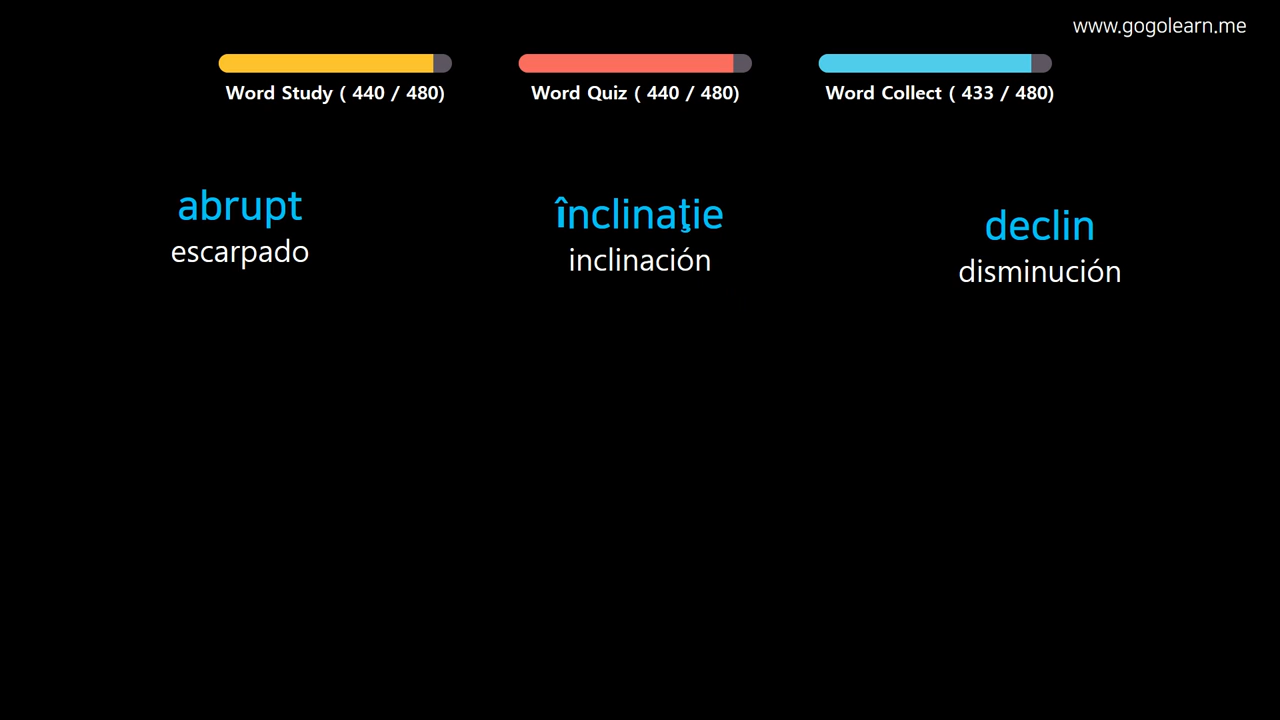 www.gogolearn.me
Word Study ( 440 / 480)
Word Quiz ( 440 / 480)
Word Collect ( 433 / 480)
abrupt
escarpado
înclinaţie
inclinación
declin
disminución